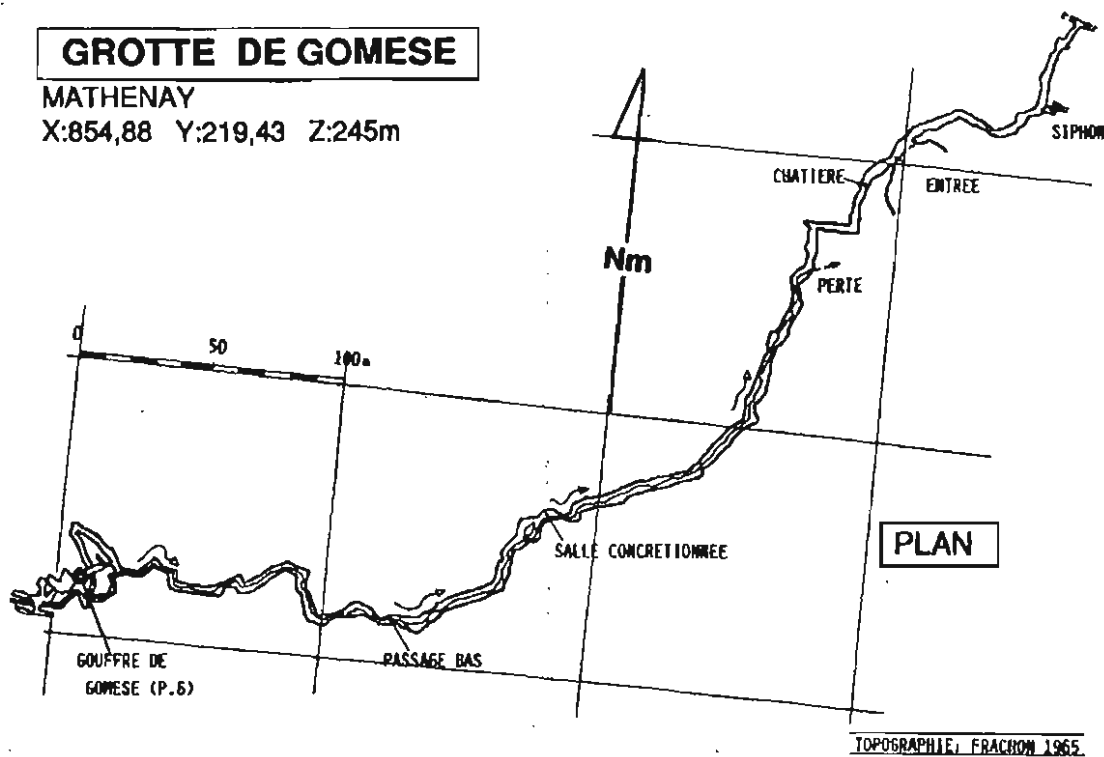 GROTTE DE GOMESE
MATHENAY
X:854,88 Y:219,43 Z:245m
SIPHON
CHATIERE
ENTREE
Nm
PERTE
0
50
100m
SALLE CONCRETIONNEE
PLAN
GOUFFRE DE
GOMESE (P.5)
PASSAGE BAS
TOPOGRAPHIE, FRACHON 1965